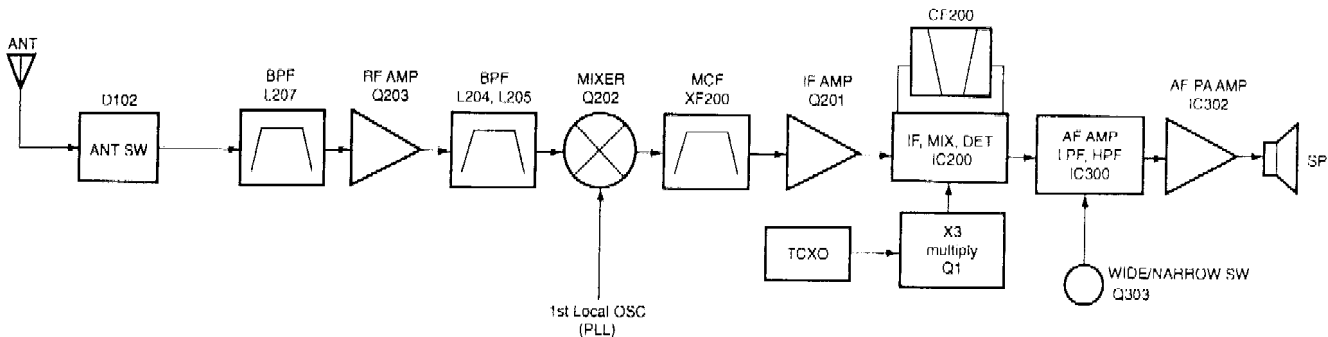 ANT
D102
ANT SW
BPF
L207
RF AMP
Q203
BPF
L204, L205
MIXER
Q202
1st Local OSC
(PLL)
MCF
XF200
IF AMP
Q201
CF200
IF, MIX, DET
IC200
TCXO
X3
multiply
Q1
AF AMP
LPF, HPF
IC300
WIDE/NARROW SW
Q303
AF PA AMP
IC302
SP